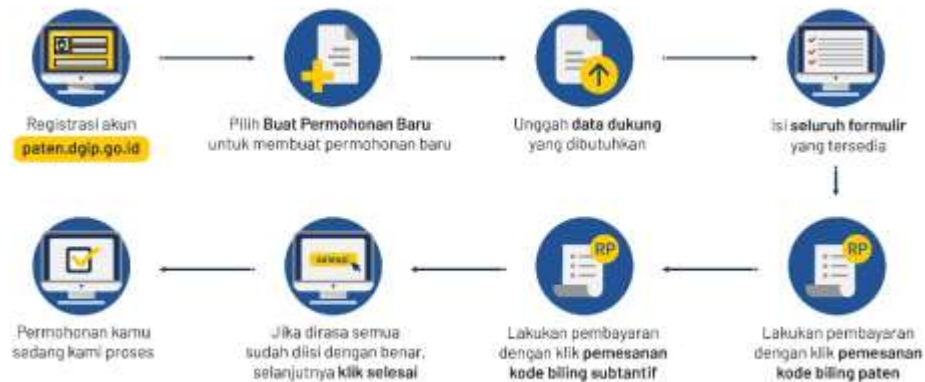 Registrasi akun
paten.dgip.go.id
Pilih Buat Permohonan Baru
untuk membuat permohonan baru
Unggah data dukung
yang dibutuhkan
Isi seluruh formulir
yang tersedia
RP
Lakukan pembayaran
dengan klik pemesanan
kode biling paten
RP
Lakukan pembayaran
dengan klik pemesanan
kode biling subtantif
selesai
Jika dirasa semua
sudah diisi dengan benar,
selanjutnya klik selesai
Permohonan kamu
sedang kami proses